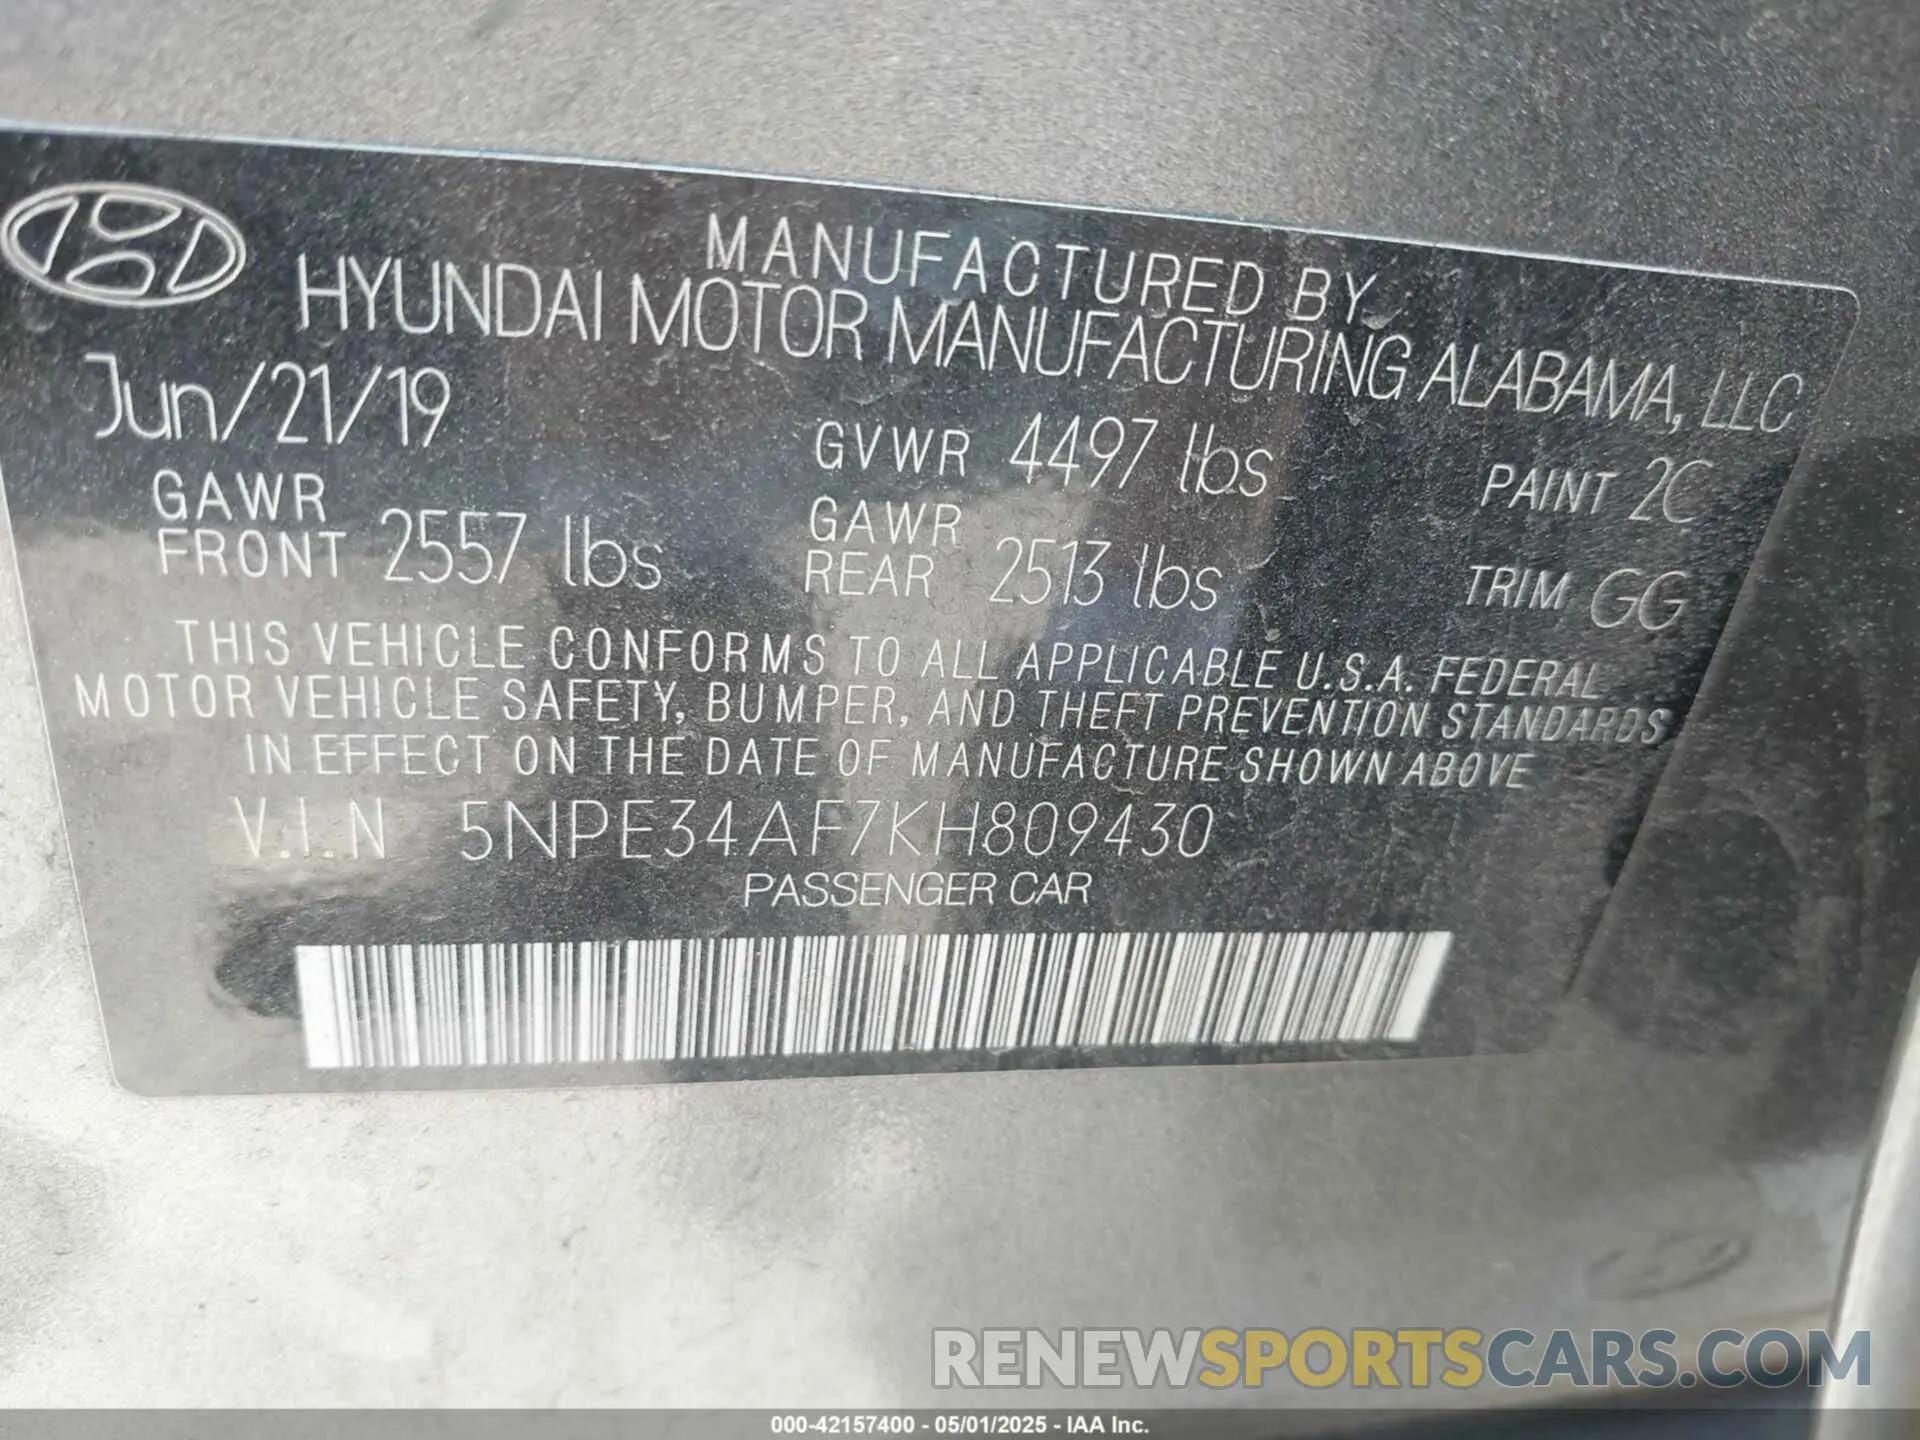 MANUFACTURED BY
HYUNDAI MOTOR MANUFACTURING ALABAMA, LLC
Jun/21/19
GVWR 4497 lbs
PAINT 2C
GAWR
FRONT 2557 lbs
GAWR
REAR 2513 lbs
TRIM GG
THIS VEHICLE CONFORMS TO ALL APPLICABLE U.S.A. FEDERAL
MOTOR VEHICLE SAFETY, BUMPER, AND THEFT PREVENTION STANDARDS
IN EFFECT ON THE DATE OF MANUFACTURE SHOWN ABOVE
V.I.N 5NPE34AF7KH809430
PASSENGER CAR
RENEWSPORTSCARS.COM
000-42157400 - 05/01/2025 - IAA Inc.